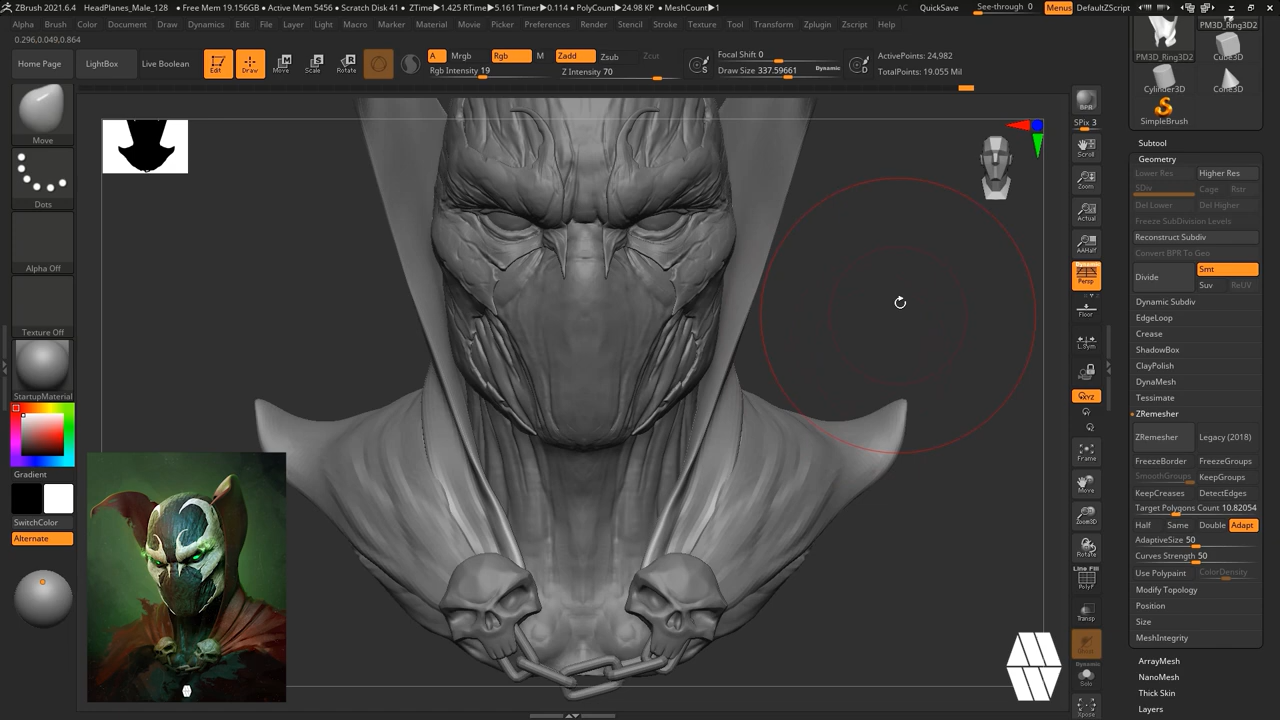 ZBrush 2021.6.4 HeadPlanes_Male_128 ● Free Mem 19.156GB ● Active Mem 5456 ● Scratch Disk 41 ● ZTime▸1.425 RTime▸5.161 Timer▸0.114 ● PolyCount▸24.98 KP ● MeshCount▸1 AC QuickSave See-through 0 Menus DefaultZScript
Alpha Brush Color Document Draw Dynamics Edit File Layer Light Macro Marker Material Movie Picker Preferences Render Stencil Stroke Texture Tool Transform Zplugin Zscript Help
0.296,0.049,0.864
Home Page LightBox Live Boolean Edit Draw Move Scale Rotate
A Mrgb Rgb M Zadd Zsub Zcut
Rgb Intensity 19 Z Intensity 70
S Focal Shift 0
Draw Size 337.59661 Dynamic D
ActivePoints: 24,982
TotalPoints: 19.055 Mil
Move
Dots
Alpha Off
Texture Off
StartupMaterial
Gradient
SwitchColor
Alternate
BPR
SPix 3
Scroll
Zoom
Actual
AAHalf
Dynamic
Persp
Floor
L.Sym
XYZ
Frame
Move
Zoom3D
Rotate
Line Fill
PolyF
Transp
Dynamic
Solo
Xpose
PM3D_Ring3D2
PM3D_Ring3D2 Cube3D
Cylinder3D Cone3D
SimpleBrush
Subtool
Geometry
Lower Res Higher Res
SDiv Cage Rstr
Del Lower Del Higher
Freeze SubDivision Levels
Reconstruct Subdiv
Convert BPR To Geo
Divide Smt
Suv ReUV
Dynamic Subdiv
EdgeLoop
Crease
ShadowBox
ClayPolish
DynaMesh
Tessimate
ZRemesher
ZRemesher Legacy (2018)
FreezeBorder FreezeGroups
SmoothGroups KeepGroups
KeepCreases DetectEdges
Target Polygons Count 10.82054
Half Same Double Adapt
AdaptiveSize 50
Curves Strength 50
Use Polypaint ColorDensity
Modify Topology
Position
Size
MeshIntegrity
ArrayMesh
NanoMesh
Thick Skin
Layers